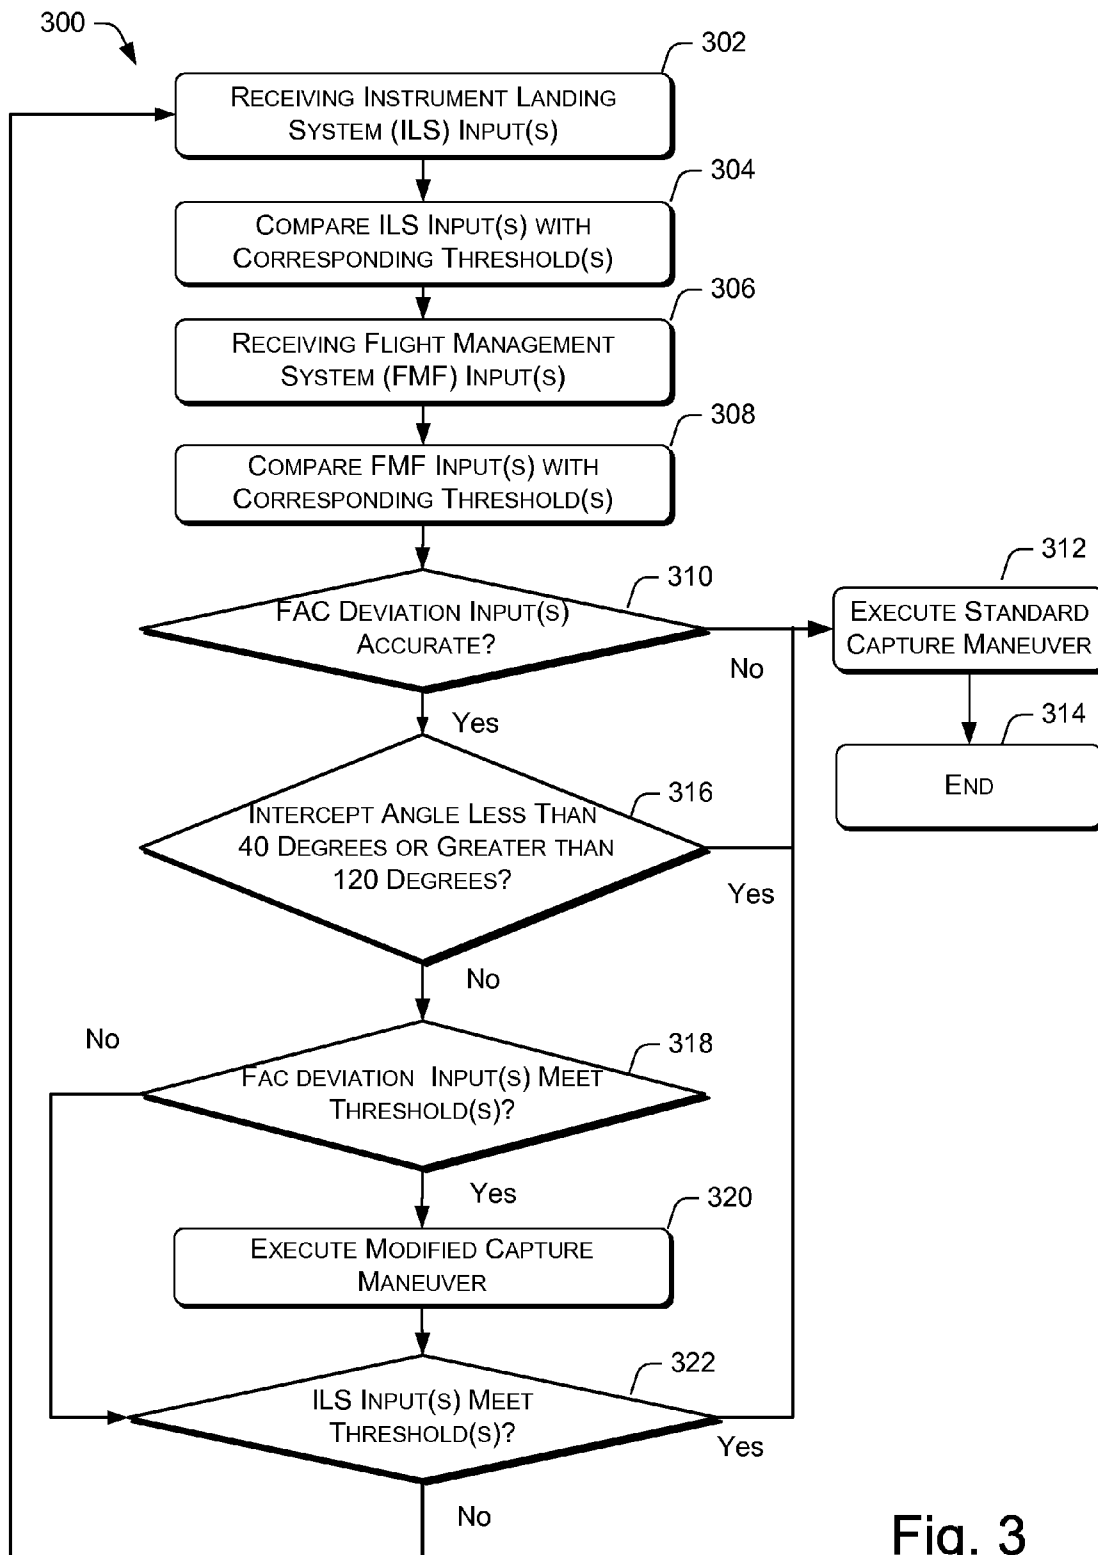 300
302
RECEIVING INSTRUMENT LANDING
SYSTEM (ILS) INPUT(S)
304
COMPARE ILS INPUT(S) WITH
CORRESPONDING THRESHOLD(S)
306
RECEIVING FLIGHT MANAGEMENT
SYSTEM (FMF) INPUT(S)
308
COMPARE FMF INPUT(S) WITH
CORRESPONDING THRESHOLD(S)
310
FAC DEVIATION INPUT(S)
ACCURATE?
No
312
EXECUTE STANDARD
CAPTURE MANEUVER
314
END
Yes
316
INTERCEPT ANGLE LESS THAN
40 DEGREES OR GREATER THAN
120 DEGREES?
Yes
No
318
FAC DEVIATION INPUT(S) MEET
THRESHOLD(S)?
No
Yes
320
EXECUTE MODIFIED CAPTURE
MANEUVER
322
ILS INPUT(S) MEET
THRESHOLD(S)?
Yes
No
Fig. 3